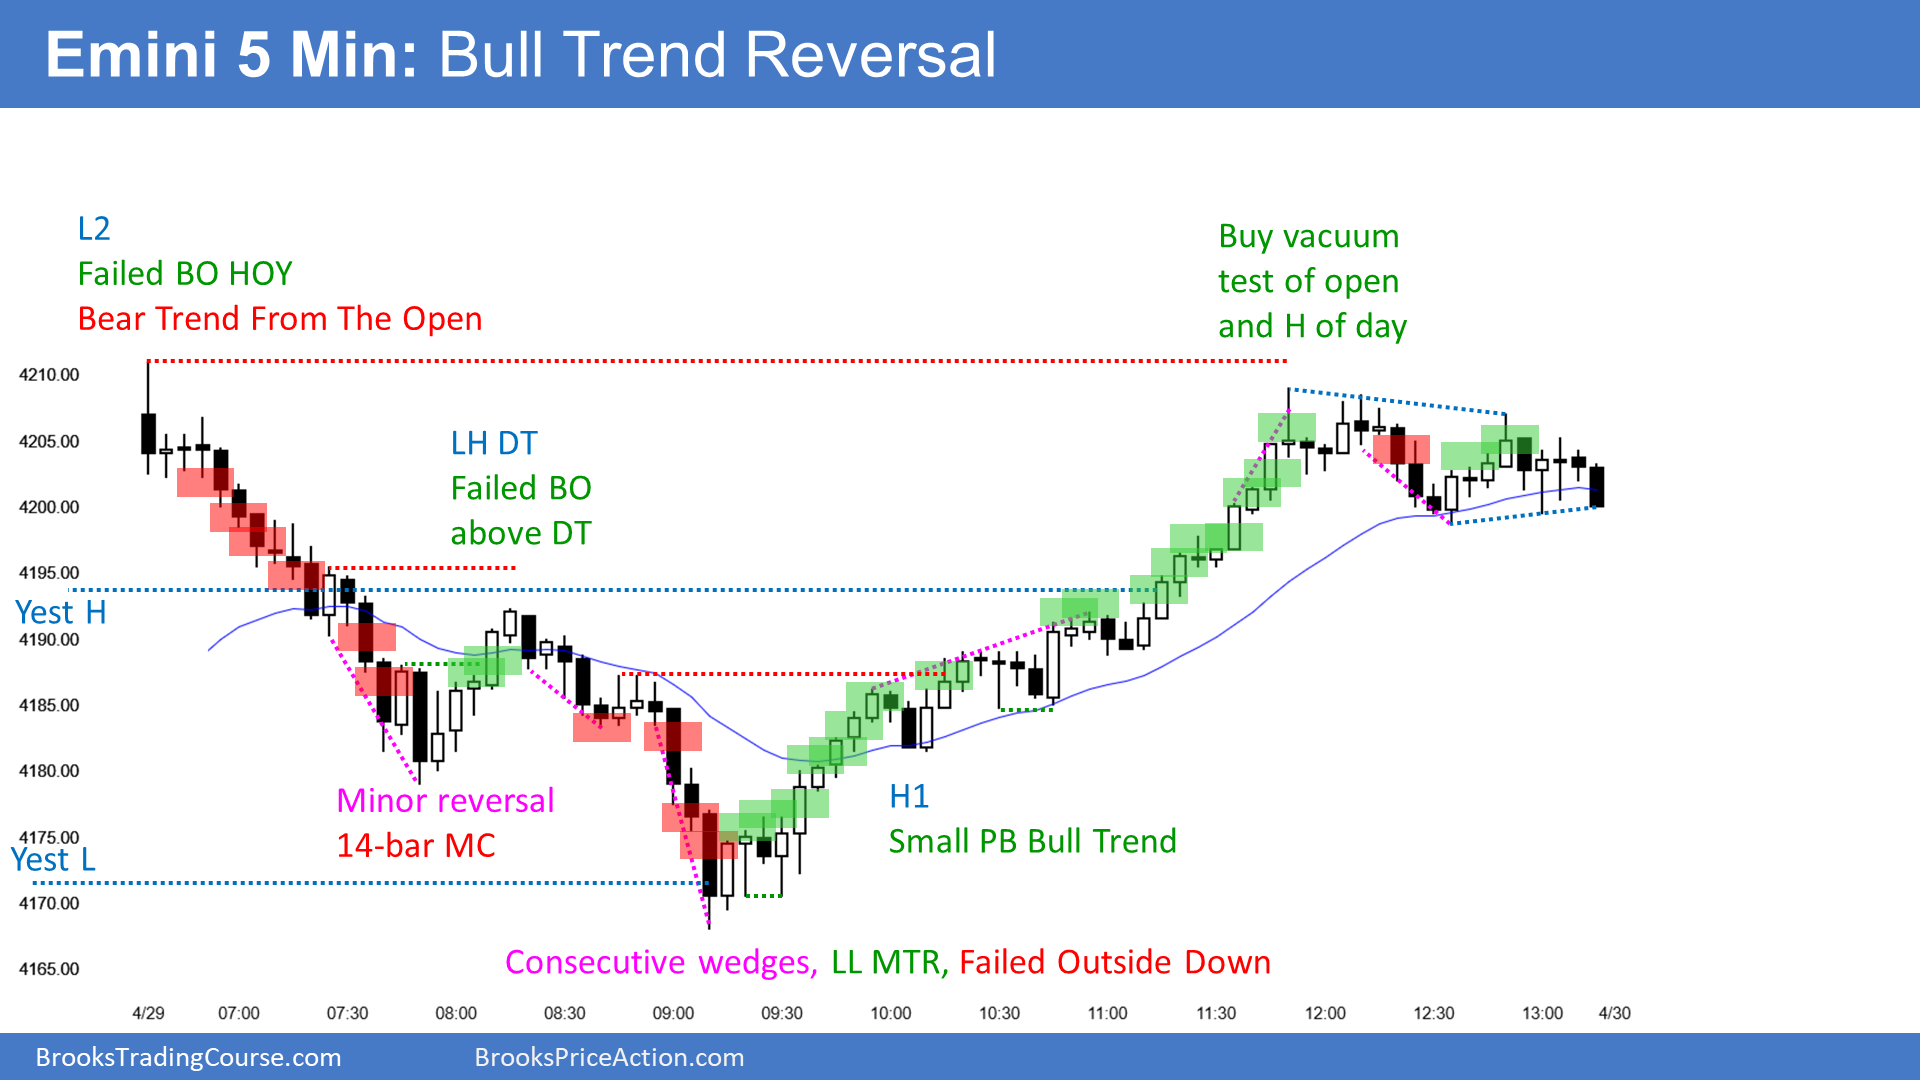 Emini 5 Min: Bull Trend Reversal
L2
Failed BO HOY
Bear Trend From The Open
Buy vacuum
test of open
and H of day
LH DT
Failed BO
above DT
4210.00
4205.00
4200.00
4195.00
Yest H
4190.00
4185.00
4180.00
4175.00
Yest L
4170.00
4165.00
Minor reversal
14-bar MC
H1
Small PB Bull Trend
Consecutive wedges, LL MTR, Failed Outside Down
4/29 07:00 07:30 08:00 08:30 09:00 09:30 10:00 10:30 11:00 11:30 12:00 12:30 13:00 4/30
BrooksTradingCourse.com BrooksPriceAction.com